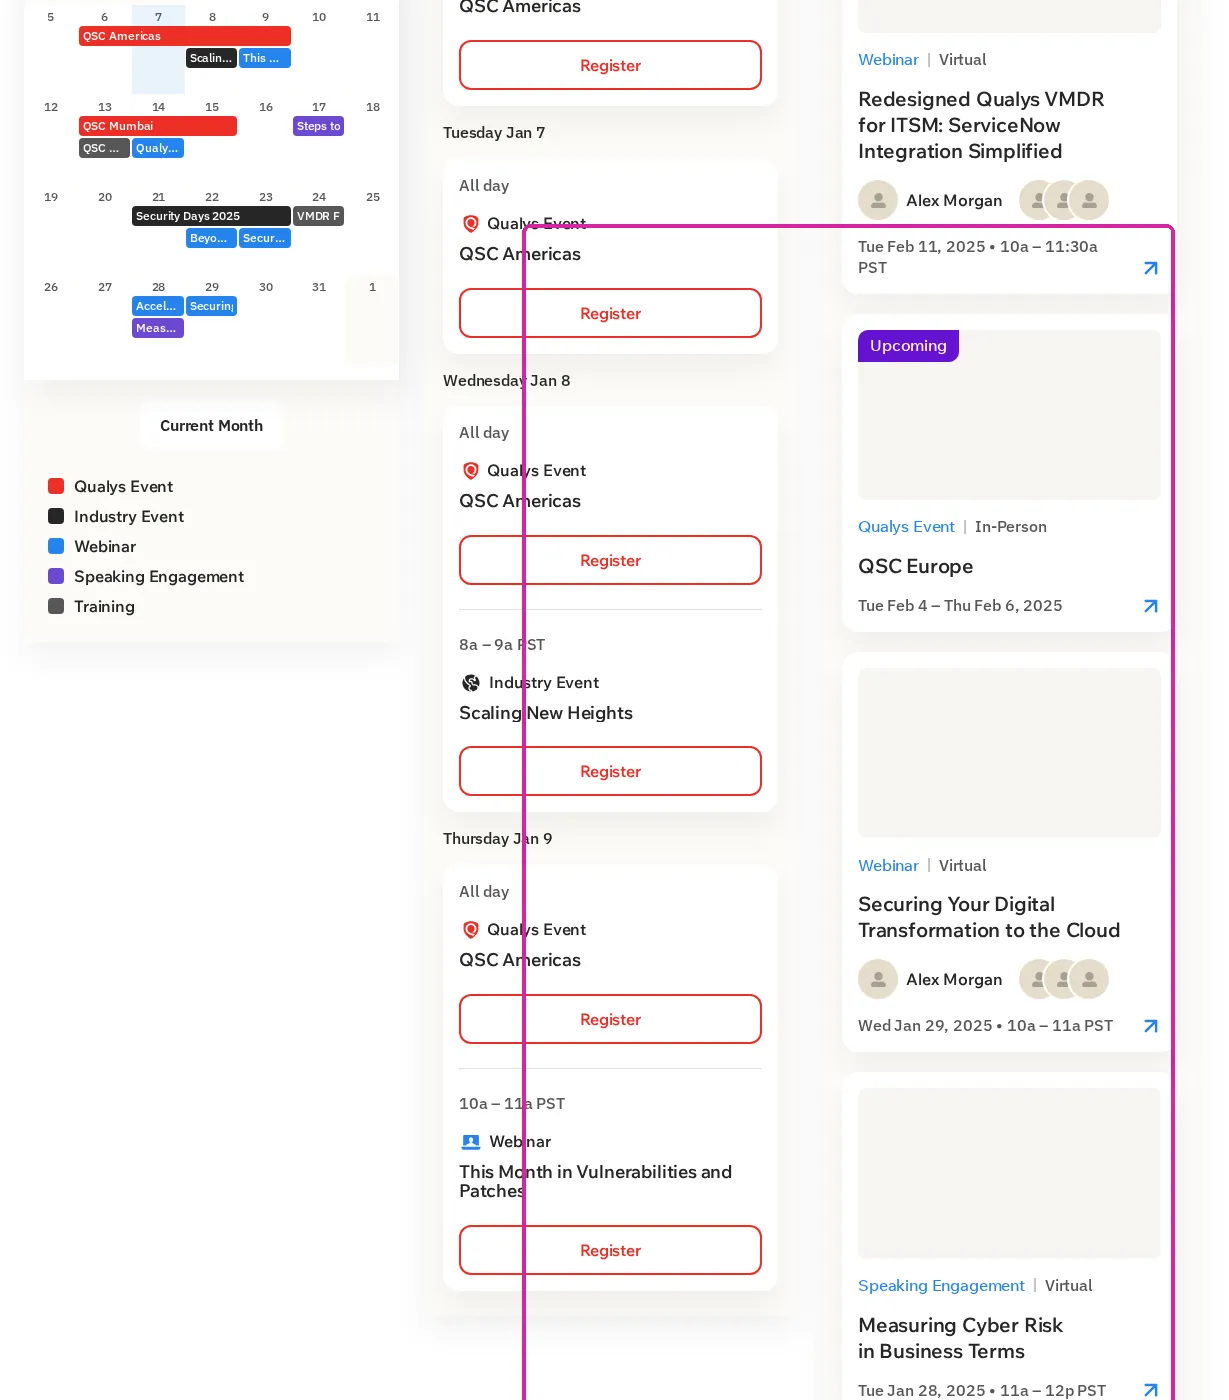 5 6 7 8 9 10 11
QSC Americas
Scalin... This ...
12 13 14 15 16 17 18
QSC Mumbai Steps to
QSC ... Qualy...
19 20 21 22 23 24 25
Security Days 2025 VMDR F
Beyo... Secur...
26 27 28 29 30 31 1
Accel... Securing
Meas...
Current Month
Qualys Event
Industry Event
Webinar
Speaking Engagement
Training
QSC Americas
Register
Tuesday Jan 7
All day
Qualys Event
QSC Americas
Register
Wednesday Jan 8
All day
Qualys Event
QSC Americas
Register
8a – 9a PST
Industry Event
Scaling New Heights
Register
Thursday Jan 9
All day
Qualys Event
QSC Americas
Register
10a – 11a PST
Webinar
This Month in Vulnerabilities and
Patches
Register
Webinar | Virtual
Redesigned Qualys VMDR
for ITSM: ServiceNow
Integration Simplified
Alex Morgan
Tue Feb 11, 2025 • 10a – 11:30a
PST
Upcoming
Qualys Event | In-Person
QSC Europe
Tue Feb 4 – Thu Feb 6, 2025
Webinar | Virtual
Securing Your Digital
Transformation to the Cloud
Alex Morgan
Wed Jan 29, 2025 • 10a – 11a PST
Speaking Engagement | Virtual
Measuring Cyber Risk
in Business Terms
Tue Jan 28, 2025 • 11a – 12p PST